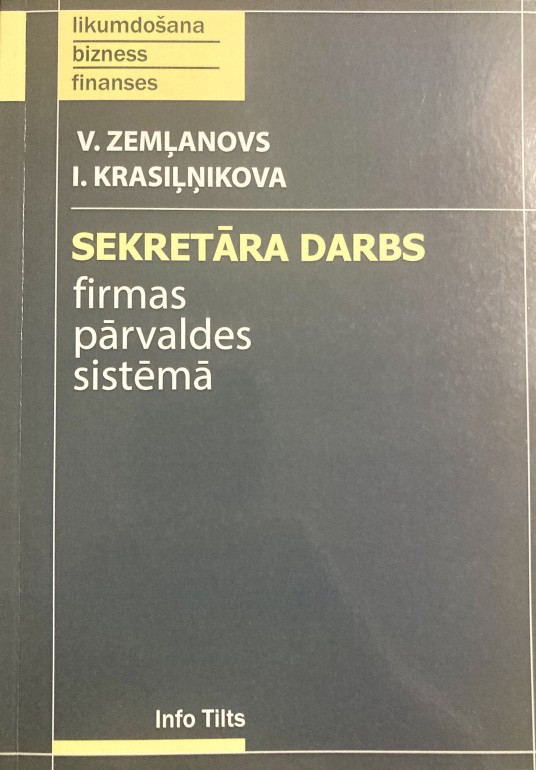 likumdošana
bizness
finanses
V. ZEMĻANOVS
I. KRASIĻŅIKOVA
SEKRETĀRA DARBS
firmas
pārvaldes
sistēmā
Info Tilts